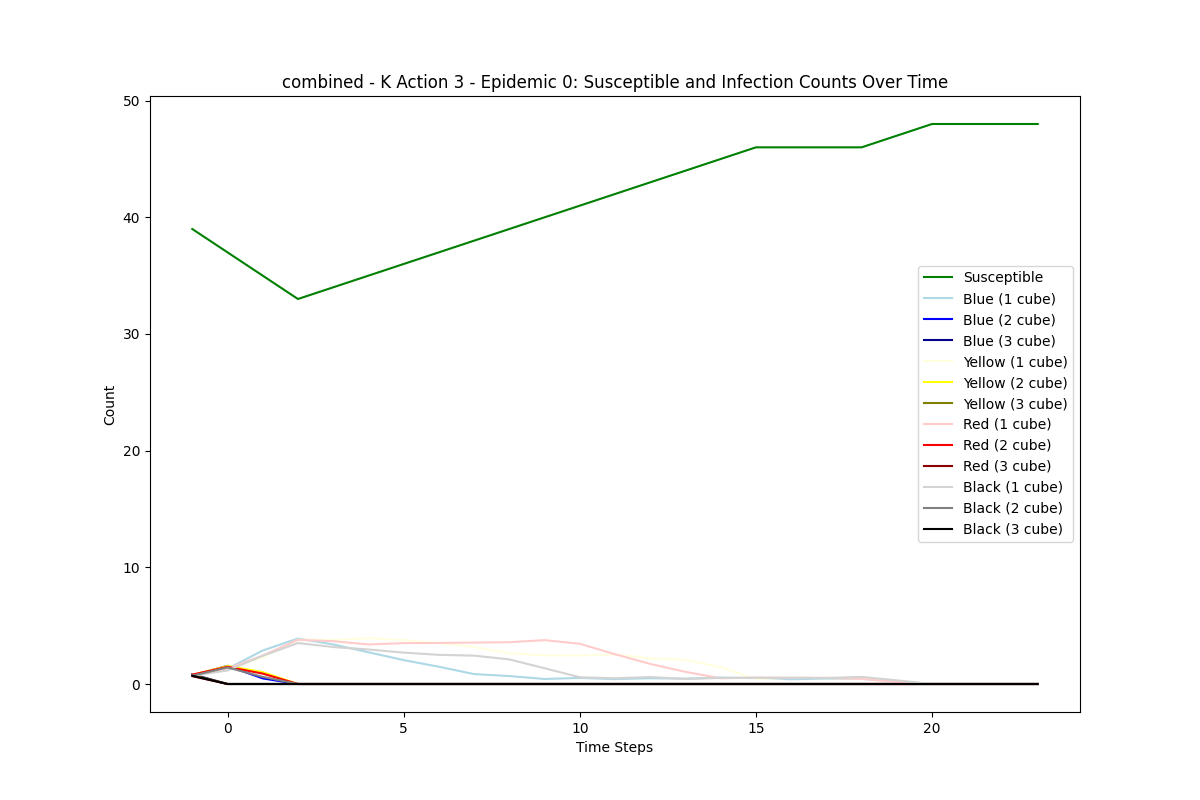 combined - K Action 3 - Epidemic 0: Susceptible and Infection Counts Over Time
50
40
30
20
10
0
Count
Susceptible
Blue (1 cube)
Blue (2 cube)
Blue (3 cube)
Yellow (1 cube)
Yellow (2 cube)
Yellow (3 cube)
Red (1 cube)
Red (2 cube)
Red (3 cube)
Black (1 cube)
Black (2 cube)
Black (3 cube)
0 5 10 15 20
Time Steps